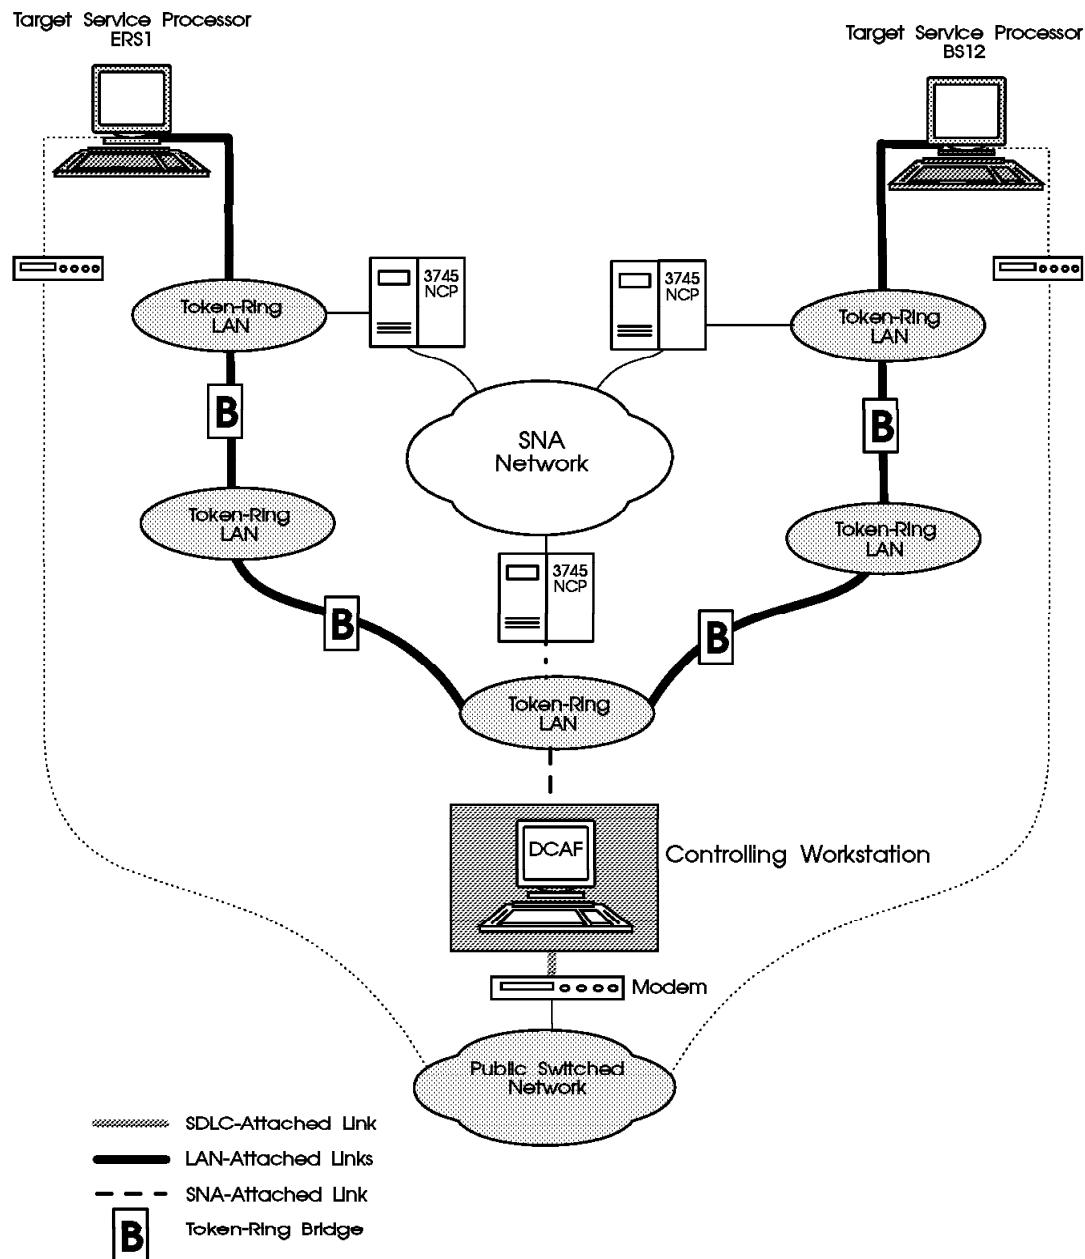 Target Service Processor
ERS1
Target Service Processor
BS12
3745
NCP
3745
NCP
Token-Ring
LAN
Token-Ring
LAN
B
B
SNA
Network
Token-Ring
LAN
Token-Ring
LAN
3745
NCP
B
B
Token-Ring
LAN
DCAF
Controlling Workstation
Modem
Public Switched
Network
SDLC-Attached Link
LAN-Attached Links
SNA-Attached Link
B Token-Ring Bridge